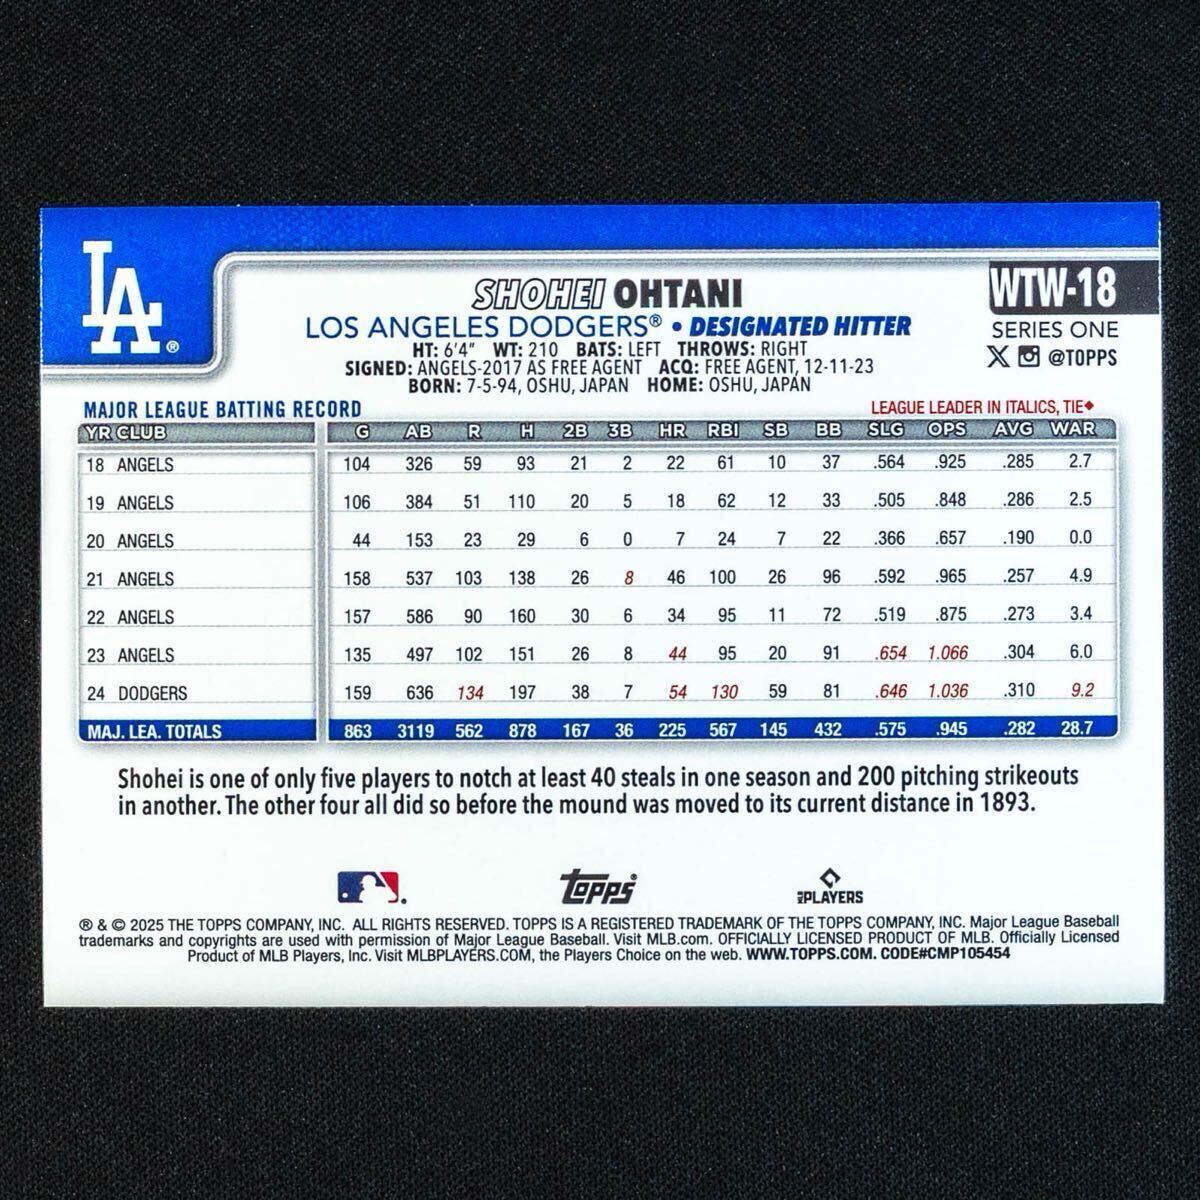 LA®
SHOHEI OHTANI
WTW-18
LOS ANGELES DODGERS® • DESIGNATED HITTER
SERIES ONE
HT: 6'4" WT: 210 BATS: LEFT THROWS: RIGHT
X @TOPPS
SIGNED: ANGELS-2017 AS FREE AGENT ACQ: FREE AGENT, 12-11-23
BORN: 7-5-94, OSHU, JAPAN HOME: OSHU, JAPAN
MAJOR LEAGUE BATTING RECORD
LEAGUE LEADER IN ITALICS, TIE◆
YR CLUB G AB R H 2B 3B HR RBI SB BB SLG OPS AVG WAR
18 ANGELS 104 326 59 93 21 2 22 61 10 37 .564 .925 .285 2.7
19 ANGELS 106 384 51 110 20 5 18 62 12 33 .505 .848 .286 2.5
20 ANGELS 44 153 23 29 6 0 7 24 7 22 .366 .657 .190 0.0
21 ANGELS 158 537 103 138 26 8 46 100 26 96 .592 .965 .257 4.9
22 ANGELS 157 586 90 160 30 6 34 95 11 72 .519 .875 .273 3.4
23 ANGELS 135 497 102 151 26 8 44 95 20 91 .654 1.066 .304 6.0
24 DODGERS 159 636 134 197 38 7 54 130 59 81 .646 1.036 .310 9.2
MAJ. LEA. TOTALS 863 3119 562 878 167 36 225 567 145 432 .575 .945 .282 28.7
Shohei is one of only five players to notch at least 40 steals in one season and 200 pitching strikeouts
in another. The other four all did so before the mound was moved to its current distance in 1893.
Topps®
MLB PLAYERS
® & © 2025 THE TOPPS COMPANY, INC. ALL RIGHTS RESERVED. TOPPS IS A REGISTERED TRADEMARK OF THE TOPPS COMPANY, INC. Major League Baseball
trademarks and copyrights are used with permission of Major League Baseball. Visit MLB.com. OFFICIALLY LICENSED PRODUCT OF MLB. Officially Licensed
Product of MLB Players, Inc. Visit MLBPLAYERS.COM, the Players Choice on the web. WWW.TOPPS.COM. CODE#CMP105454